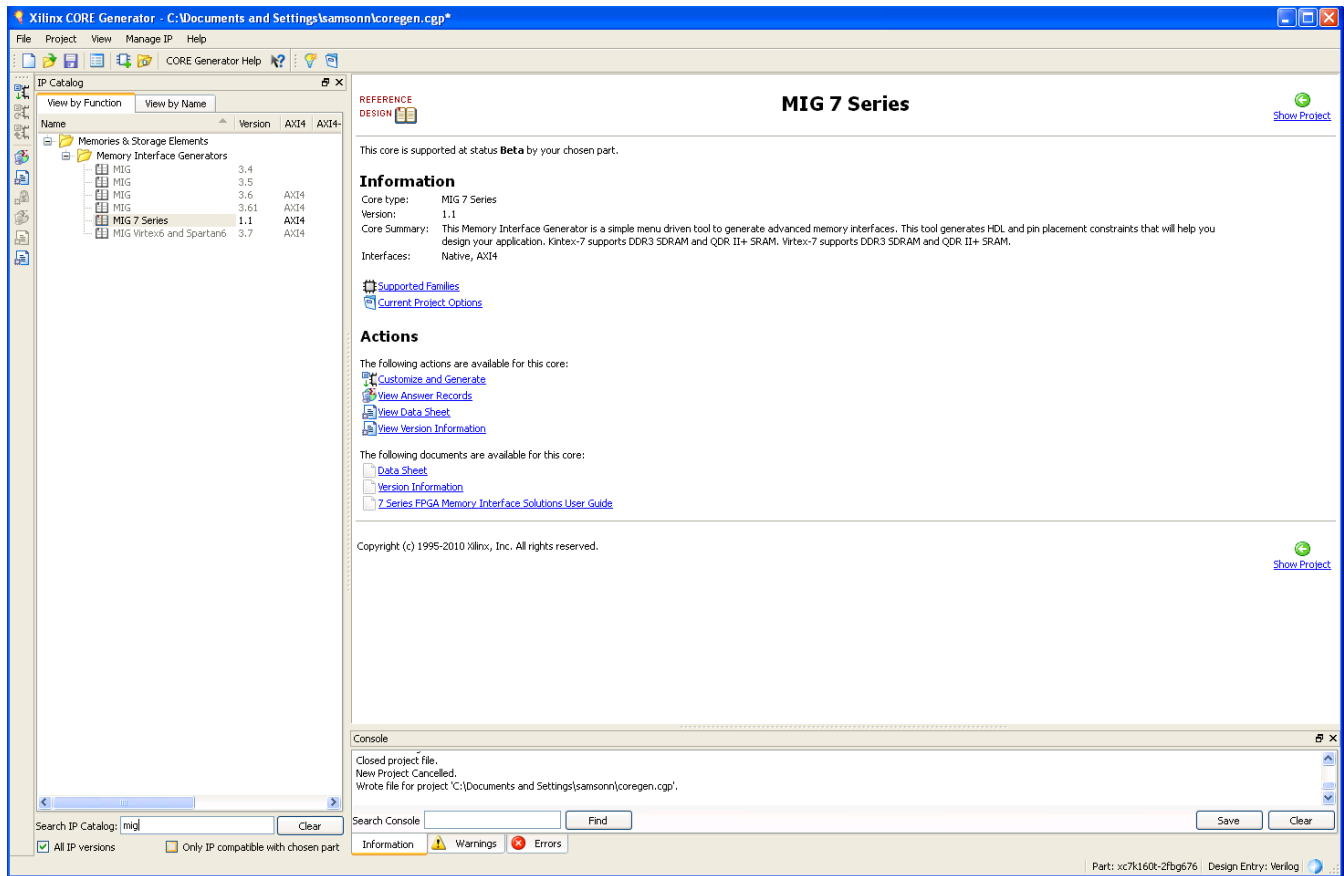 Xilinx CORE Generator - C:\Documents and Settings\samsonn\coregen.cgp*
File Project View Manage IP Help
CORE Generator Help
IP Catalog
View by Function View by Name
Name Version AXI4 AXI4-
Memories & Storage Elements
Memory Interface Generators
MIG 3.4
MIG 3.5
MIG 3.6 AXI4
MIG 3.61 AXI4
MIG 7 Series 1.1 AXI4
MIG Virtex6 and Spartan6 3.7 AXI4
Search IP Catalog: mig Clear
All IP versions Only IP compatible with chosen part
REFERENCE
DESIGN
MIG 7 Series
Show Project
This core is supported at status Beta by your chosen part.
Information
Core type: MIG 7 Series
Version: 1.1
Core Summary: This Memory Interface Generator is a simple menu driven tool to generate advanced memory interfaces. This tool generates HDL and pin placement constraints that will help you
design your application. Kintex-7 supports DDR3 SDRAM and QDR II+ SRAM. Virtex-7 supports DDR3 SDRAM and QDR II+ SRAM.
Interfaces: Native, AXI4
Supported Families
Current Project Options
Actions
The following actions are available for this core:
Customize and Generate
View Answer Records
View Data Sheet
View Version Information
The following documents are available for this core:
Data Sheet
Version Information
7 Series FPGA Memory Interface Solutions User Guide
Copyright (c) 1995-2010 Xilinx, Inc. All rights reserved.
Show Project
Console
Closed project file.
New Project Cancelled.
Wrote file for project 'C:\Documents and Settings\samsonn\coregen.cgp'.
Search Console Find Save Clear
Information Warnings Errors
Part: xc7k160t-2fbg676 Design Entry: Verilog